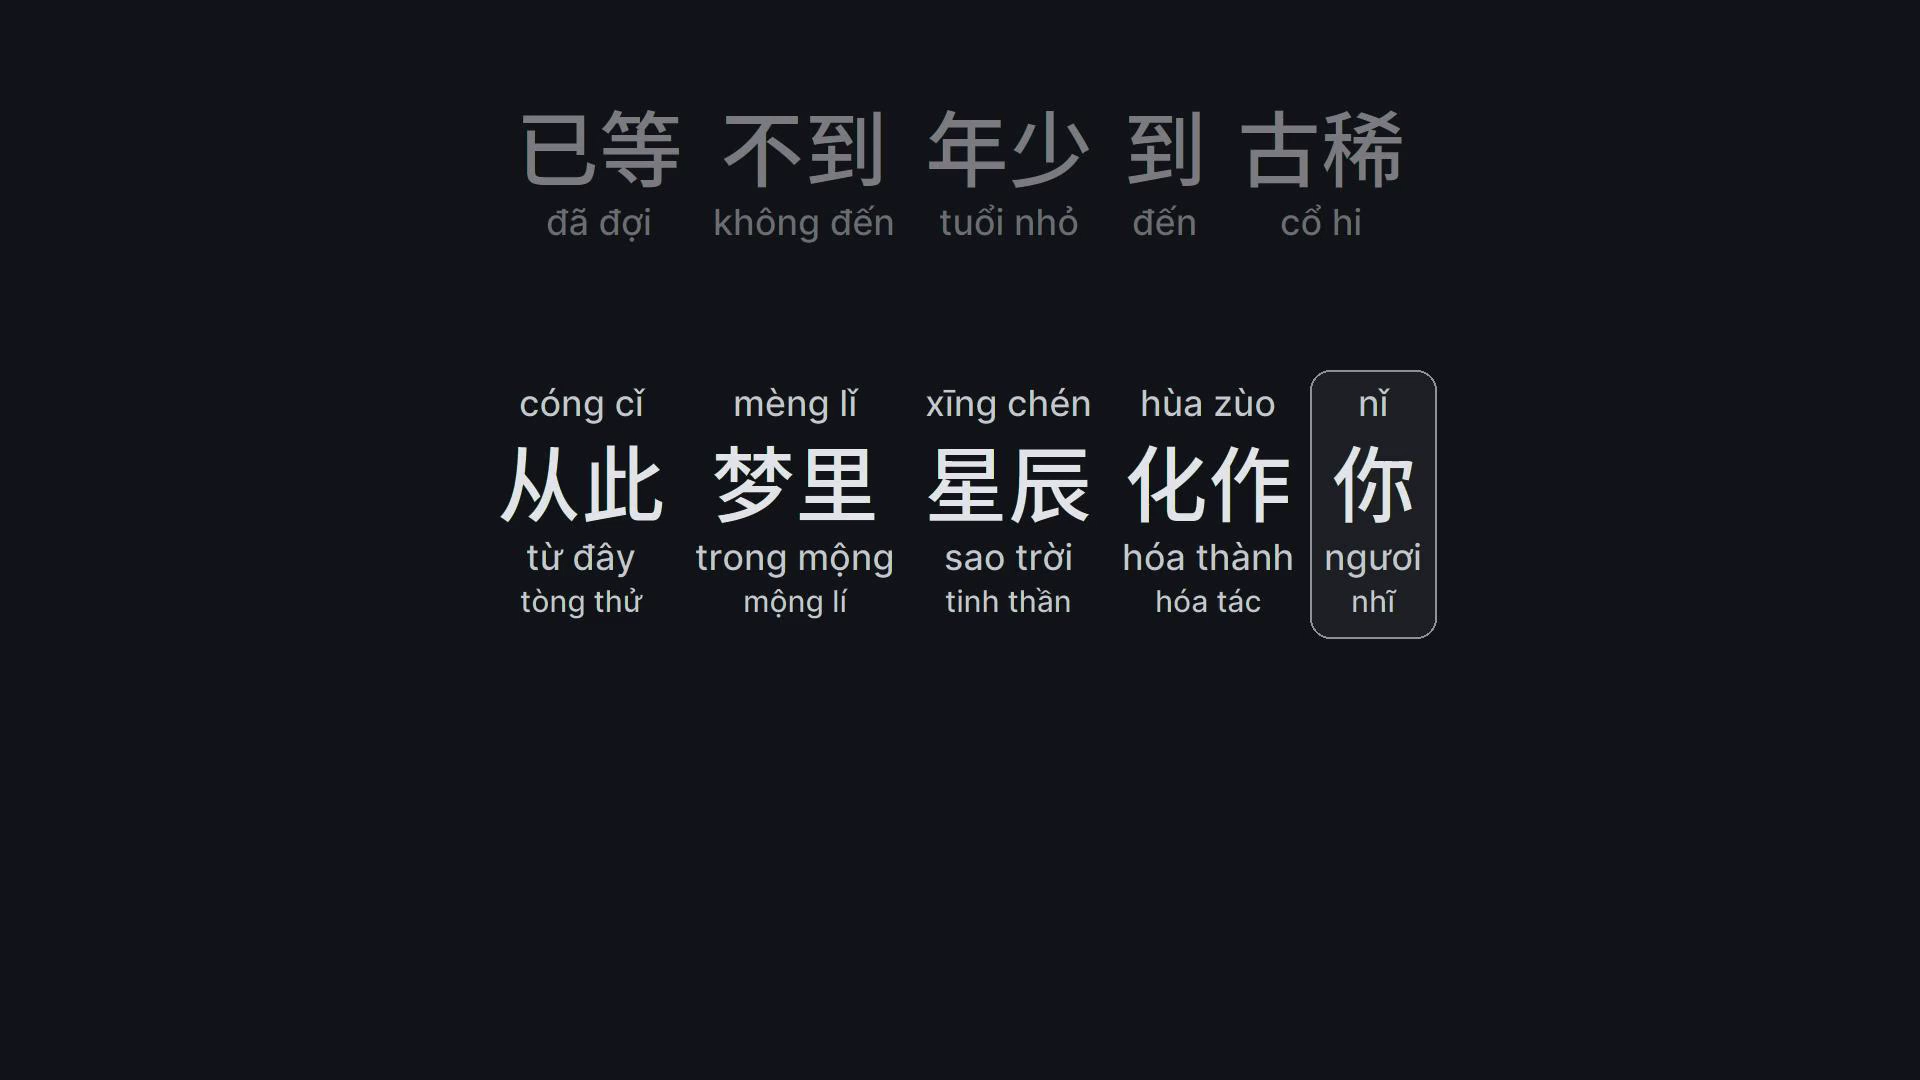 已等 不到 年少 到 古稀
đã đợi không đến tuổi nhỏ đến cổ hi
cóng cǐ mèng lǐ xīng chén hùa zùo nǐ
从此 梦里 星辰 化作 你
từ đây trong mộng sao trời hóa thành ngươi
tòng thử mộng lí tinh thần hóa tác nhĩ